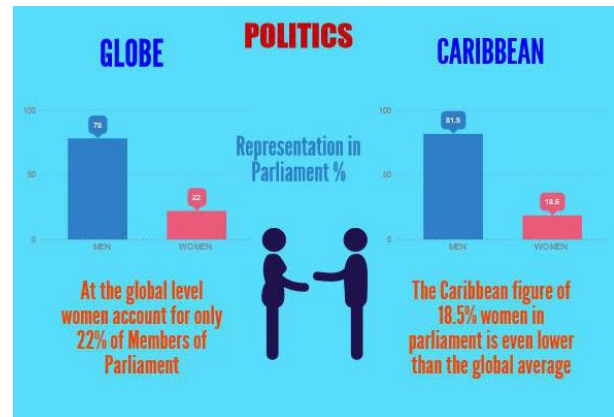 POLITICS
GLOBE
CARIBBEAN
100
50
0
78
22
MEN
WOMEN
Representation in
Parliament %
100
50
0
81.5
18.5
MEN
WOMEN
At the global level
women account for only
22% of Members of
Parliament
The Caribbean figure of
18.5% women in
parliament is even lower
than the global average